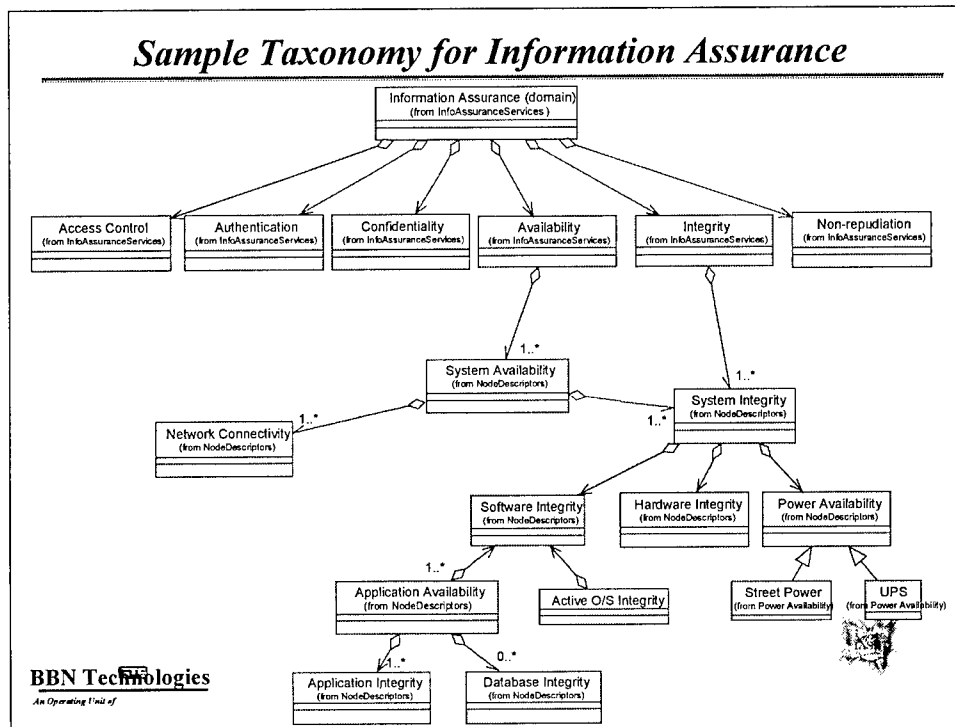 Sample Taxonomy for Information Assurance
Information Assurance (domain)
(from InfoAssuranceServices )
Access Control
(from InfoAssuranceServices)
Authentication
(from InfoAssuranceServices)
Confidentiality
(from InfoAssuranceServices)
Availability
(from InfoAssuranceServices)
Integrity
(from InfoAssuranceServices)
Non-repudiation
(from InfoAssuranceServices)
1..*
System Availability
(from NodeDescriptors)
1..*
System Integrity
(from NodeDescriptors)
1..*
1..*
Network Connectivity
(from NodeDescriptors)
Software Integrity
(from NodeDescriptors)
Hardware Integrity
(from NodeDescriptors)
Power Availability
(from NodeDescriptors)
1..*
Application Availability
(from NodeDescriptors)
Active O/S Integrity
Street Power
(from Power Availability)
UPS
(from Power Availability)
1..*
0..*
Application Integrity
(from NodeDescriptors)
Database Integrity
(from NodeDescriptors)
BBN Technologies
An Operating Unit of